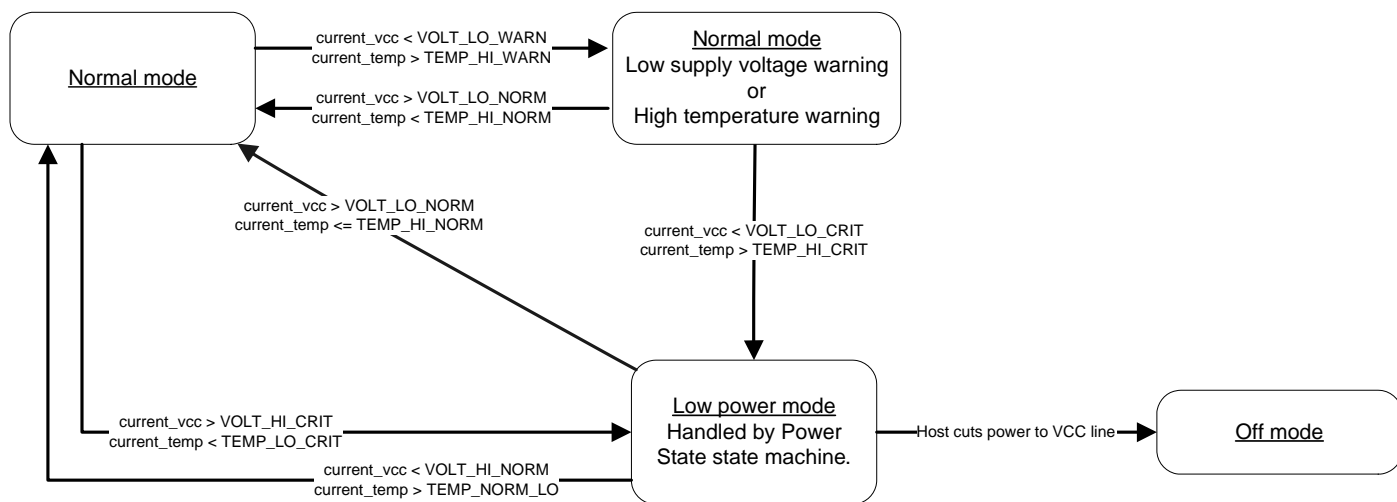 Normal mode
current_vcc < VOLT_LO_WARN
current_temp > TEMP_HI_WARN
current_vcc > VOLT_LO_NORM
current_temp < TEMP_HI_NORM
Normal mode
Low supply voltage warning
or
High temperature warning
current_vcc > VOLT_LO_NORM
current_temp <= TEMP_HI_NORM
current_vcc < VOLT_LO_CRIT
current_temp > TEMP_HI_CRIT
current_vcc > VOLT_HI_CRIT
current_temp < TEMP_LO_CRIT
current_vcc < VOLT_HI_NORM
current_temp > TEMP_NORM_LO
Low power mode
Handled by Power
State state machine.
Host cuts power to VCC line
Off mode